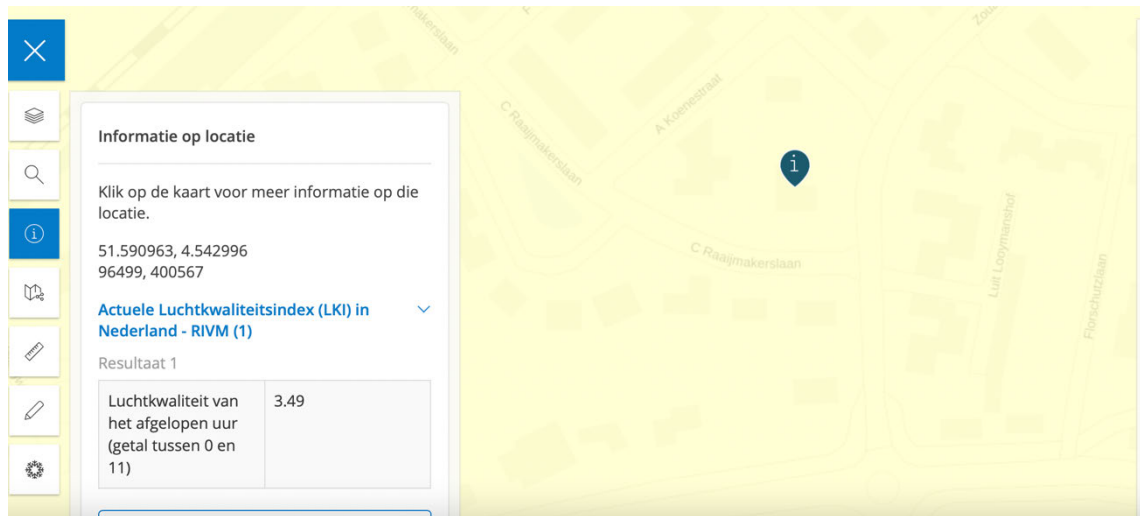 Informatie op locatie
Klik op de kaart voor meer informatie op die
locatie.
51.590963, 4.542996
96499, 400567
Actuele Luchtkwaliteitsindex (LKI) in
Nederland - RIVM (1)
Resultaat 1
Luchtkwaliteit van
het afgelopen uur
(getal tussen 0 en
11)
3.49
C Raaijmakerslaan
A Koenestraat
C Raaijmakerslaan
Luit Looymanshof
Florschutzlaan